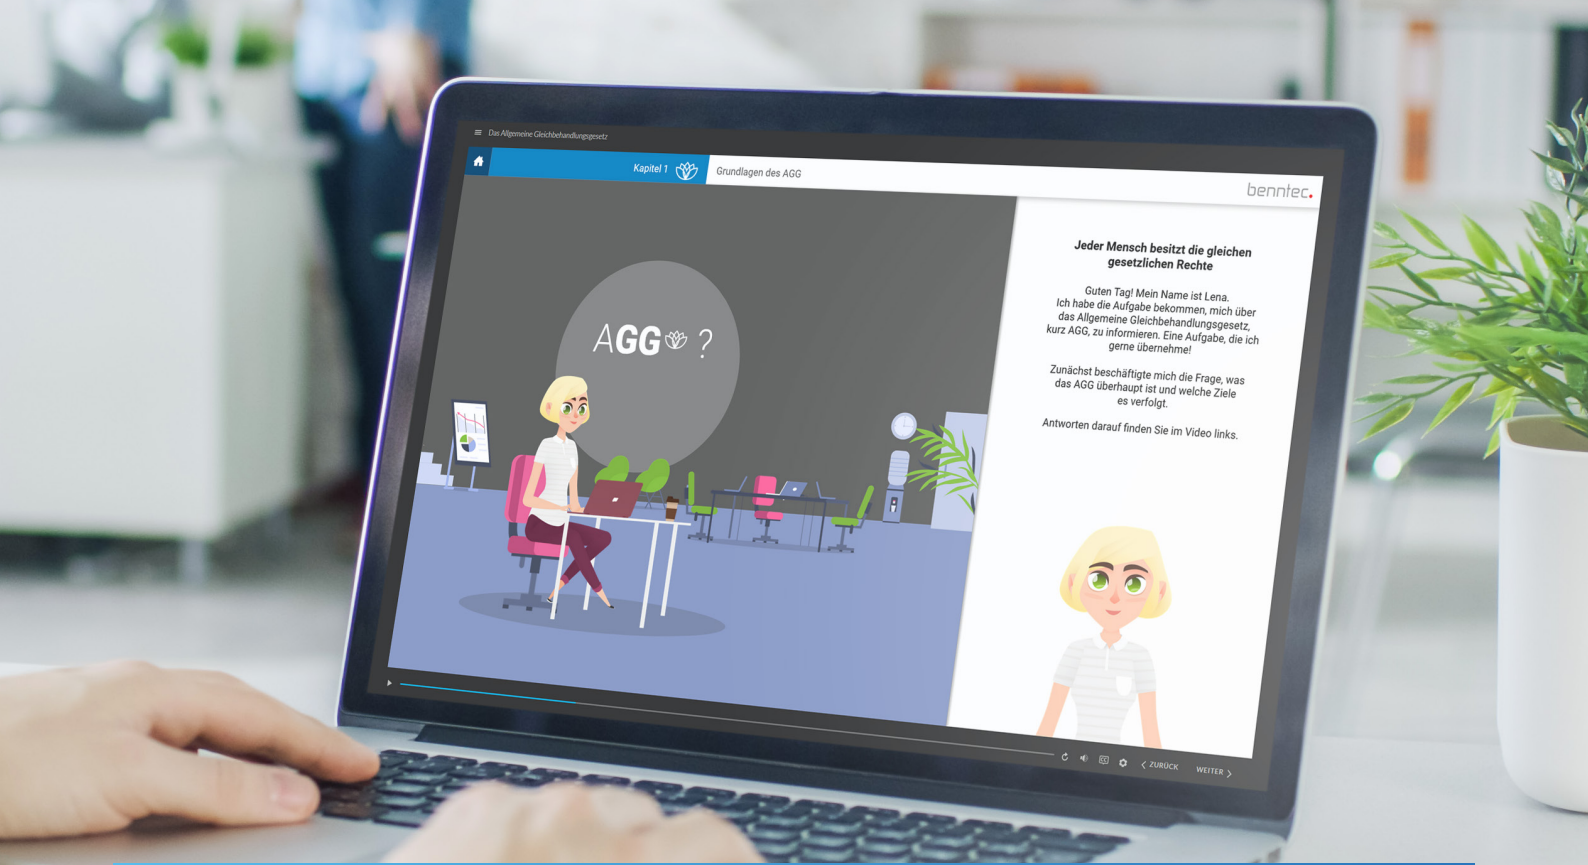 Das Allgemeine Gleichbehandlungsgesetz
Kapitel 1
Grundlagen des AGG
benntec.
AGG ?
Jeder Mensch besitzt die gleichen
gesetzlichen Rechte
Guten Tag! Mein Name ist Lena.
Ich habe die Aufgabe bekommen, mich über
das Allgemeine Gleichbehandlungsgesetz,
kurz AGG, zu informieren. Eine Aufgabe, die ich
gerne übernehme!
Zunächst beschäftigte mich die Frage, was
das AGG überhaupt ist und welche Ziele
es verfolgt.
Antworten darauf finden Sie im Video links.
ZURÜCK
WEITER